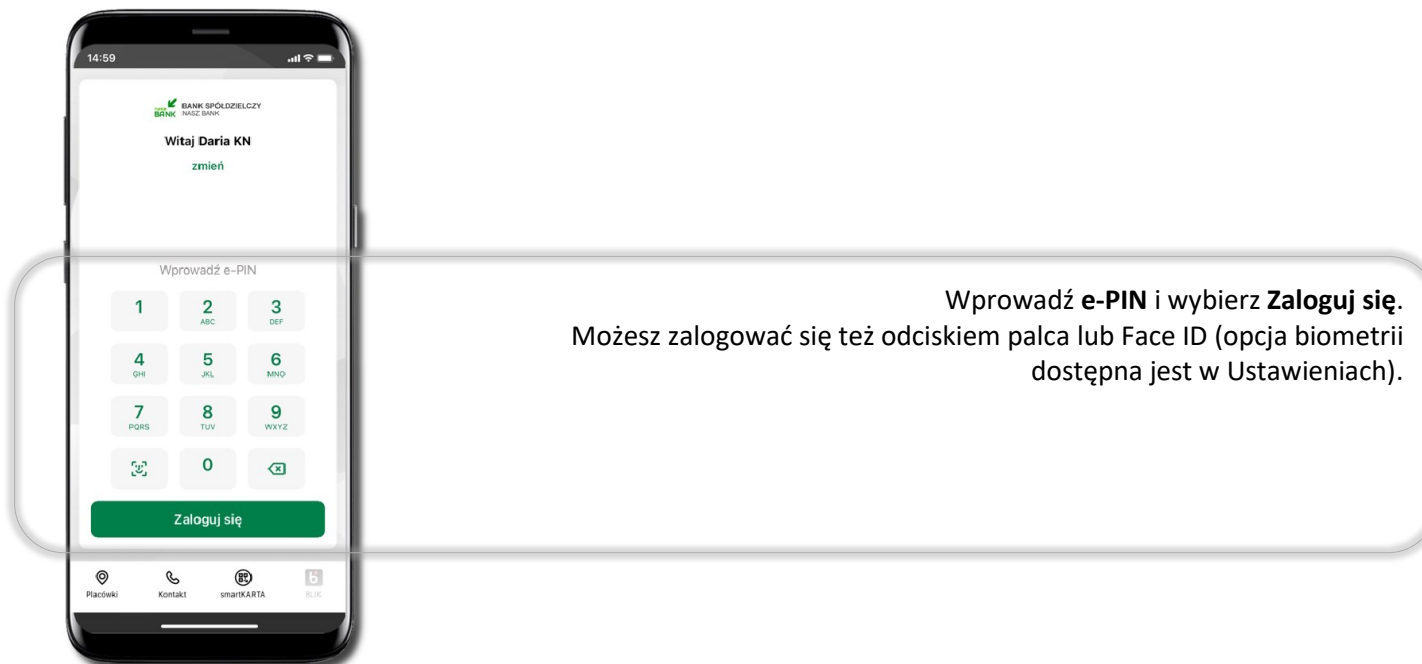 14:59
nasz BANK
BANK SPÓŁDZIELCZY
NASZ BANK
Witaj Daria KN
zmień
Wprowadź e-PIN
1 2 3
ABC DEF
4 5 6
GHI JKL MNO
7 8 9
PQRS TUV WXYZ
0
Zaloguj się
Placówki Kontakt smartKARTA BLIK
Wprowadź e-PIN i wybierz Zaloguj się.
Możesz zalogować się też odciskiem palca lub Face ID (opcja biometrii
dostępna jest w Ustawieniach).